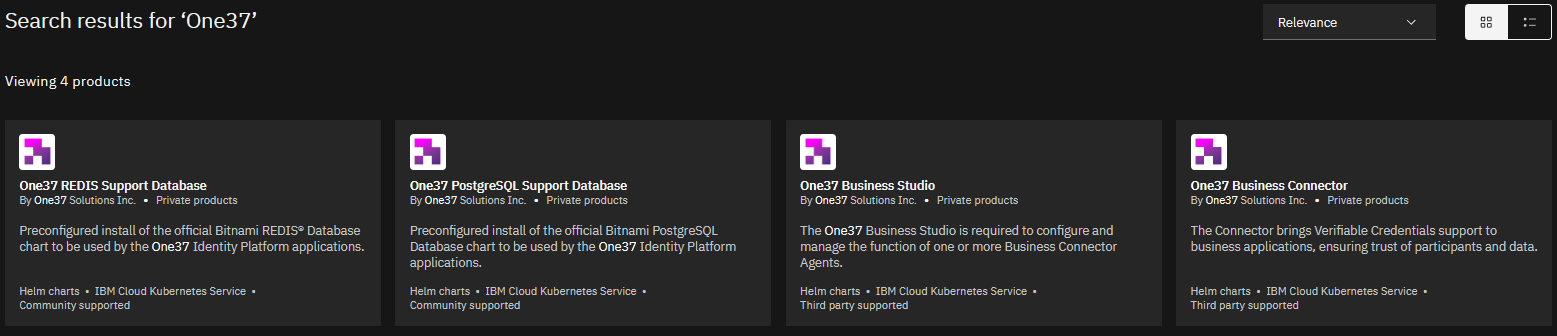 Search results for ‘One37’
Relevance
Viewing 4 products
One37 REDIS Support Database
By One37 Solutions Inc. • Private products
Preconfigured install of the official Bitnami REDIS® Database
chart to be used by the One37 Identity Platform applications.
Helm charts • IBM Cloud Kubernetes Service •
Community supported
One37 PostgreSQL Support Database
By One37 Solutions Inc. • Private products
Preconfigured install of the official Bitnami PostgreSQL
Database chart to be used by the One37 Identity Platform
applications.
Helm charts • IBM Cloud Kubernetes Service •
Community supported
One37 Business Studio
By One37 Solutions Inc. • Private products
The One37 Business Studio is required to configure and
manage the function of one or more Business Connector
Agents.
Helm charts • IBM Cloud Kubernetes Service •
Third party supported
One37 Business Connector
By One37 Solutions Inc. • Private products
The Connector brings Verifiable Credentials support to
business applications, ensuring trust of participants and data.
Helm charts • IBM Cloud Kubernetes Service •
Third party supported